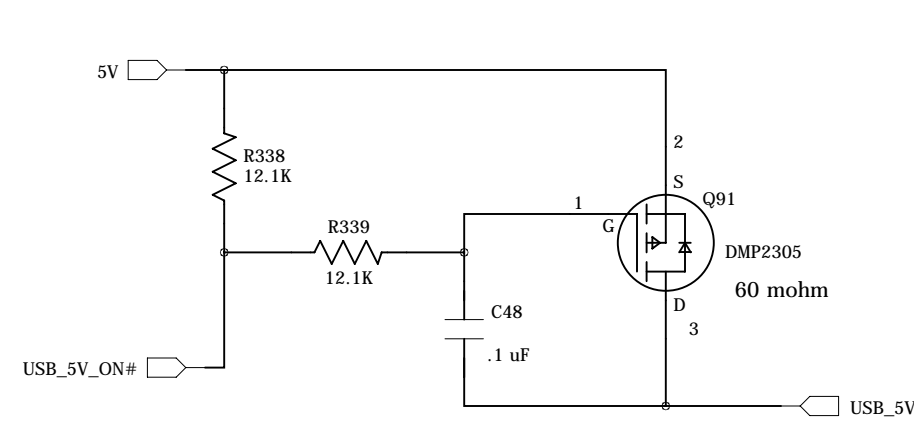 5V
2
R338
12.1K
S
Q91
1
G
R339
12.1K
DMP2305
60 mohm
D
C48
3
.1 uF
USB_5V_ON#
USB_5V